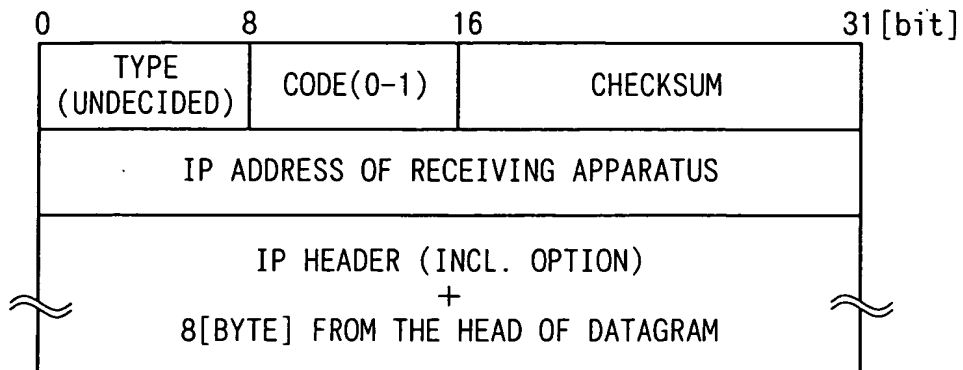 0 8 16 31[bit]
TYPE
(UNDECIDED)
CODE(0-1)
CHECKSUM
IP ADDRESS OF RECEIVING APPARATUS
IP HEADER (INCL. OPTION)
+
8[BYTE] FROM THE HEAD OF DATAGRAM